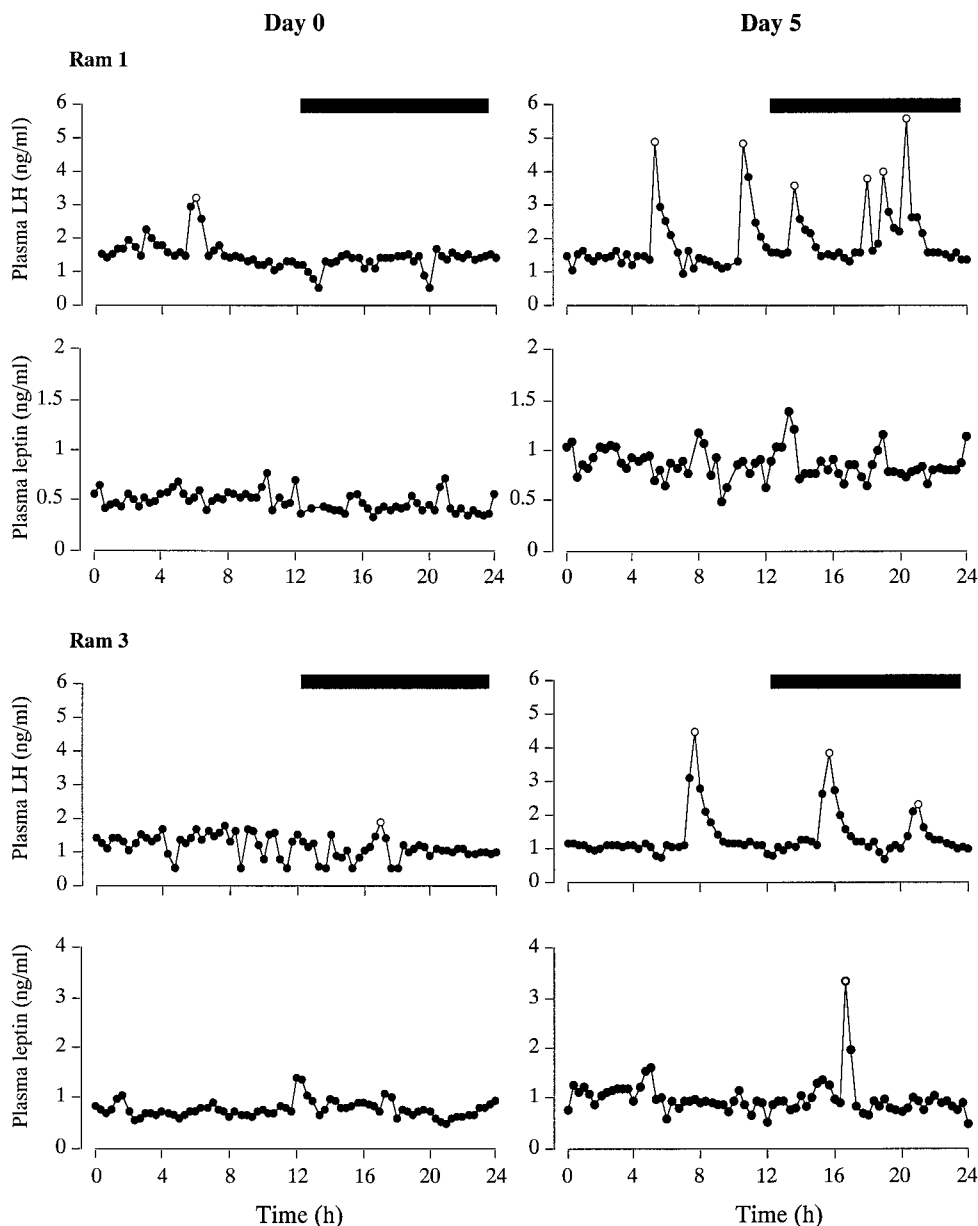 Day 0 Day 5
Ram 1
Plasma LH (ng/ml)
6 6
5 5
4 4
3 3
2 2
1 1
0 0
Plasma leptin (ng/ml)
2 2
1.5 1.5
1 1
0.5 0.5
0 0
0 4 8 12 16 20 24 0 4 8 12 16 20 24
Ram 3
Plasma LH (ng/ml)
6 6
5 5
4 4
3 3
2 2
1 1
0 0
Plasma leptin (ng/ml)
4 4
3 3
2 2
1 1
0 0
0 4 8 12 16 20 24 0 4 8 12 16 20 24
Time (h) Time (h)